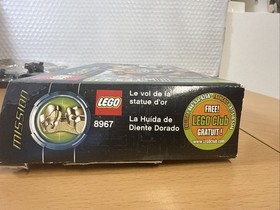 MISSION
LEGO
8967
Le vol de la
statue d'or
La Huida de
Diente Dorado
FREE!
LEGO Club
GRATUIT!